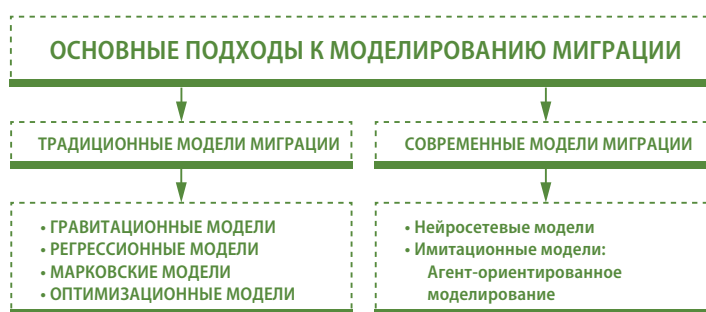 ОСНОВНЫЕ ПОДХОДЫ К МОДЕЛИРОВАНИЮ МИГРАЦИИ
ТРАДИЦИОННЫЕ МОДЕЛИ МИГРАЦИИ
• ГРАВИТАЦИОННЫЕ МОДЕЛИ
• РЕГРЕССИОННЫЕ МОДЕЛИ
• МАРКОВСКИЕ МОДЕЛИ
• ОПТИМИЗАЦИОННЫЕ МОДЕЛИ
СОВРЕМЕННЫЕ МОДЕЛИ МИГРАЦИИ
• Нейросетевые модели
• Имитационные модели:
Агент-ориентированное
моделирование